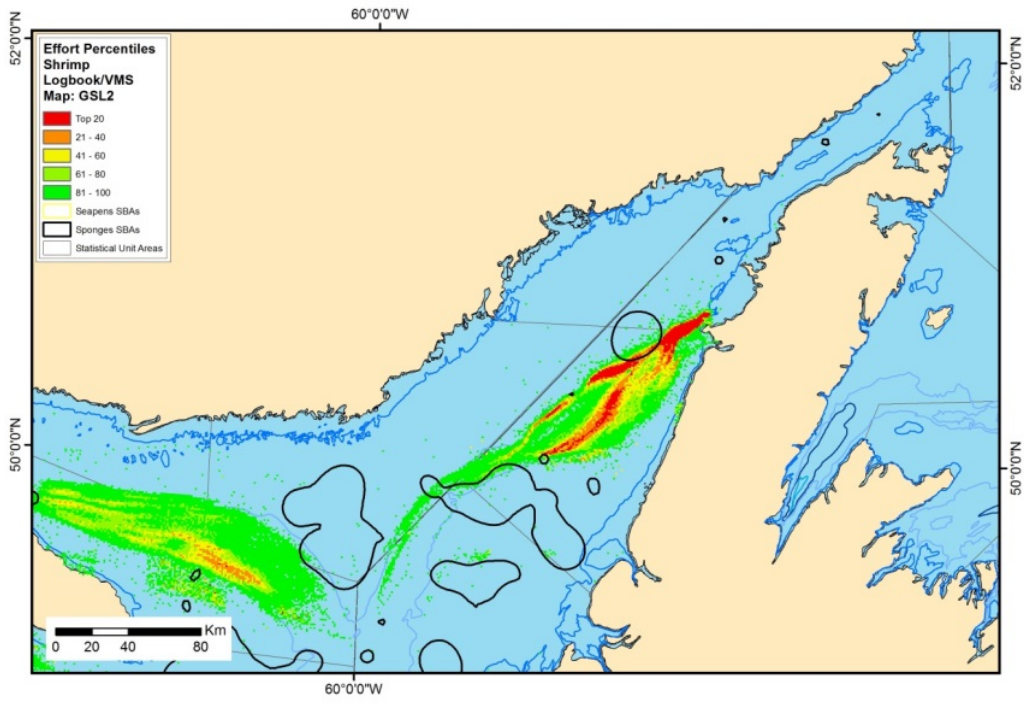 60°0'0"W
52°0'0"N
52°0'0"N
Effort Percentiles
Shrimp
Logbook/VMS
Map: GSL2
Top 20
21 - 40
41 - 60
61 - 80
81 - 100
Seapens SBAs
Sponges SBAs
Statistical Unit Areas
50°0'0"N
50°0'0"N
Km
0 20 40 80
60°0'0"W